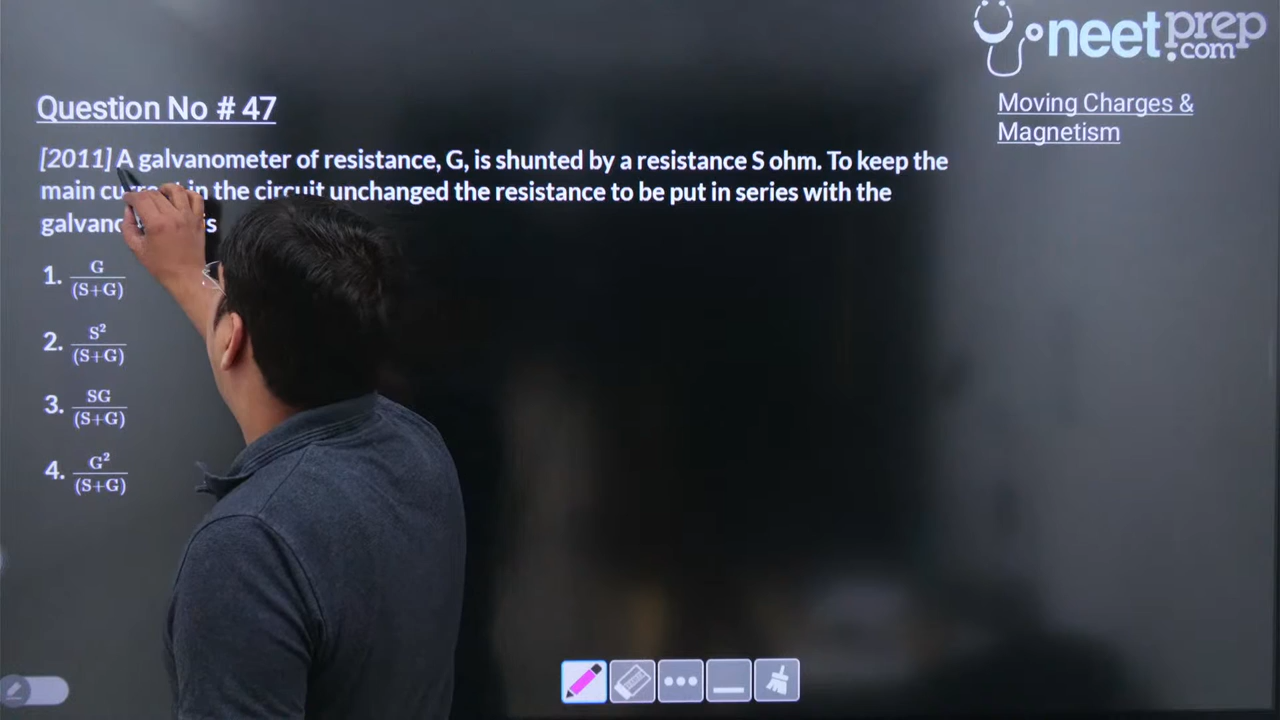 neetprep
.com
Question No # 47
Moving Charges &
Magnetism
[2011] A galvanometer of resistance, G, is shunted by a resistance S ohm. To keep the
main in the circuit unchanged the resistance to be put in series with the
1. G/(S+G)
2. S²/(S+G)
3. SG/(S+G)
4. G²/(S+G)